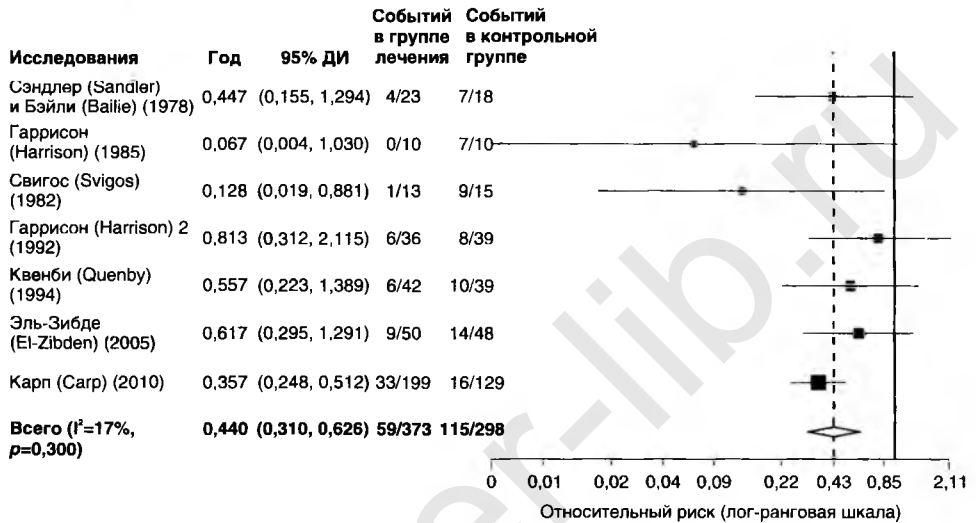 Событий Событий
в группе в контрольной
Исследования Год 95% ДИ лечения группе
Сэндлер (Sandler)
и Бэйли (Bailie) (1978) 0,447 (0,155, 1,294) 4/23 7/18
Гаррисон
(Harrison) (1985) 0,067 (0,004, 1,030) 0/10 7/10
Свигос (Svigos)
(1982) 0,128 (0,019, 0,881) 1/13 9/15
Гаррисон (Harrison) 2
(1992) 0,813 (0,312, 2,115) 6/36 8/39
Квенби (Quenby)
(1994) 0,557 (0,223, 1,389) 6/42 10/39
Эль-Зибде
(El-Zibden) (2005) 0,617 (0,295, 1,291) 9/50 14/48
Карп (Carp) (2010) 0,357 (0,248, 0,512) 33/199 16/129
Всего (I²=17%, 0,440 (0,310, 0,626) 59/373 115/298
p=0,300)
0 0,01 0,02 0,04 0,09 0,22 0,43 0,85 2,11
Относительный риск (лог-ранговая шкала)
er-lib.ru